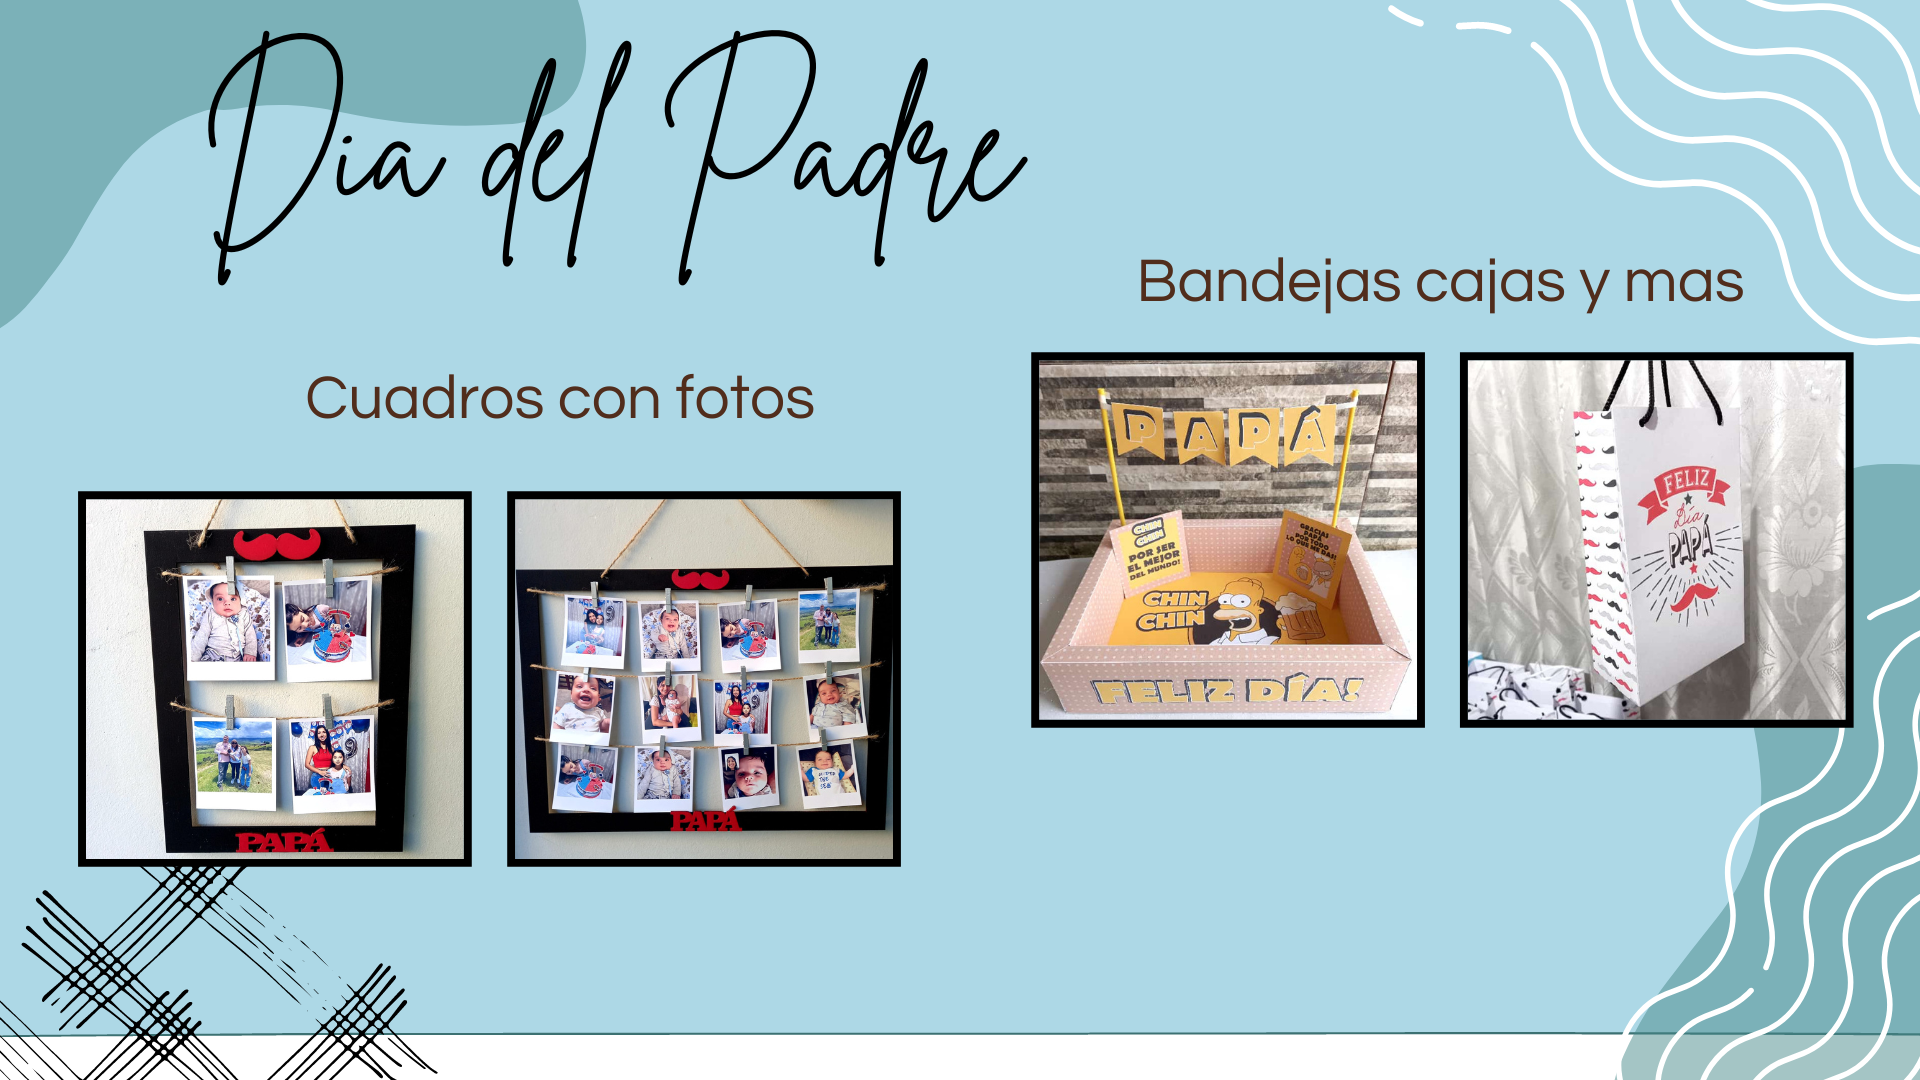 Dia del Padre
Bandejas cajas y mas
Cuadros con fotos
PAPÁ
PAPÁ
PAPÁ
CHIN
CHIN
POR SER
EL MEJOR
DEL MUNDO!
GRACIAS
PAPÁ
POR TODO
LO QUE ME DAS!
CHIN
CHIN
FELIZ DÍA!
FELIZ
Día
PAPÁ